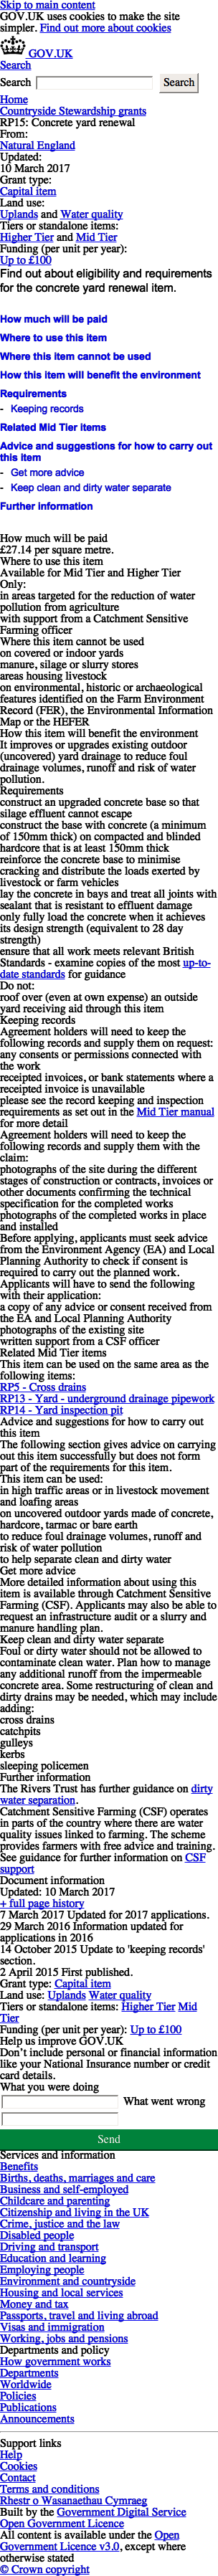 Skip to main content
GOV.UK uses cookies to make the site
simpler. Find out more about cookies
GOV.UK
Search
Search Search
Home
Countryside Stewardship grants
RP15: Concrete yard renewal
From:
Natural England
Updated:
10 March 2017
Grant type:
Capital item
Land use:
Uplands and Water quality
Tiers or standalone items:
Higher Tier and Mid Tier
Funding (per unit per year):
Up to £100
Find out about eligibility and requirements
for the concrete yard renewal item.
How much will be paid
Where to use this item
Where this item cannot be used
How this item will benefit the environment
Requirements
- Keeping records
Related Mid Tier items
Advice and suggestions for how to carry out
this item
- Get more advice
- Keep clean and dirty water separate
Further information
How much will be paid
£27.14 per square metre.
Where to use this item
Available for Mid Tier and Higher Tier
Only:
in areas targeted for the reduction of water
pollution from agriculture
with support from a Catchment Sensitive
Farming officer
Where this item cannot be used
on covered or indoor yards
manure, silage or slurry stores
areas housing livestock
on environmental, historic or archaeological
features identified on the Farm Environment
Record (FER), the Environmental Information
Map or the HEFER
How this item will benefit the environment
It improves or upgrades existing outdoor
(uncovered) yard drainage to reduce foul
drainage volumes, runoff and risk of water
pollution.
Requirements
construct an upgraded concrete base so that
silage effluent cannot escape
construct the base with concrete (a minimum
of 150mm thick) on compacted and blinded
hardcore that is at least 150mm thick
reinforce the concrete base to minimise
cracking and distribute the loads exerted by
livestock or farm vehicles
lay the concrete in bays and treat all joints with
sealant that is resistant to effluent damage
only fully load the concrete when it achieves
its design strength (equivalent to 28 day
strength)
ensure that all work meets relevant British
Standards - examine copies of the most up-to-
date standards for guidance
Do not:
roof over (even at own expense) an outside
yard receiving aid through this item
Keeping records
Agreement holders will need to keep the
following records and supply them on request:
any consents or permissions connected with
the work
receipted invoices, or bank statements where a
receipted invoice is unavailable
please see the record keeping and inspection
requirements as set out in the Mid Tier manual
for more detail
Agreement holders will need to keep the
following records and supply them with the
claim:
photographs of the site during the different
stages of construction or contracts, invoices or
other documents confirming the technical
specification for the completed works
photographs of the completed works in place
and installed
Before applying, applicants must seek advice
from the Environment Agency (EA) and Local
Planning Authority to check if consent is
required to carry out the planned work.
Applicants will have to send the following
with their application:
a copy of any advice or consent received from
the EA and Local Planning Authority
photographs of the existing site
written support from a CSF officer
Related Mid Tier items
This item can be used on the same area as the
following items:
RP5 - Cross drains
RP13 - Yard - underground drainage pipework
RP14 - Yard inspection pit
Advice and suggestions for how to carry out
this item
The following section gives advice on carrying
out this item successfully but does not form
part of the requirements for this item.
This item can be used:
in high traffic areas or in livestock movement
and loafing areas
on uncovered outdoor yards made of concrete,
hardcore, tarmac or bare earth
to reduce foul drainage volumes, runoff and
risk of water pollution
to help separate clean and dirty water
Get more advice
More detailed information about using this
item is available through Catchment Sensitive
Farming (CSF). Applicants may also be able to
request an infrastructure audit or a slurry and
manure handling plan.
Keep clean and dirty water separate
Foul or dirty water should not be allowed to
contaminate clean water. Plan how to manage
any additional runoff from the impermeable
concrete area. Some restructuring of clean and
dirty drains may be needed, which may include
adding:
cross drains
catchpits
gulleys
kerbs
sleeping policemen
Further information
The Rivers Trust has further guidance on dirty
water separation.
Catchment Sensitive Farming (CSF) operates
in parts of the country where there are water
quality issues linked to farming. The scheme
provides farmers with free advice and training.
See guidance for further information on CSF
support
Document information
Updated: 10 March 2017
+ full page history
7 March 2017 Updated for 2017 applications.
29 March 2016 Information updated for
applications in 2016
14 October 2015 Update to 'keeping records'
section.
2 April 2015 First published.
Grant type: Capital item
Land use: Uplands Water quality
Tiers or standalone items: Higher Tier Mid
Tier
Funding (per unit per year): Up to £100
Help us improve GOV.UK
Don't include personal or financial information
like your National Insurance number or credit
card details.
What you were doing
What went wrong
Send
Services and information
Benefits
Births, deaths, marriages and care
Business and self-employed
Childcare and parenting
Citizenship and living in the UK
Crime, justice and the law
Disabled people
Driving and transport
Education and learning
Employing people
Environment and countryside
Housing and local services
Money and tax
Passports, travel and living abroad
Visas and immigration
Working, jobs and pensions
Departments and policy
How government works
Departments
Worldwide
Policies
Publications
Announcements
Support links
Help
Cookies
Contact
Terms and conditions
Rhestr o Wasanaethau Cymraeg
Built by the Government Digital Service
Open Government Licence
All content is available under the Open
Government Licence v3.0, except where
otherwise stated
© Crown copyright